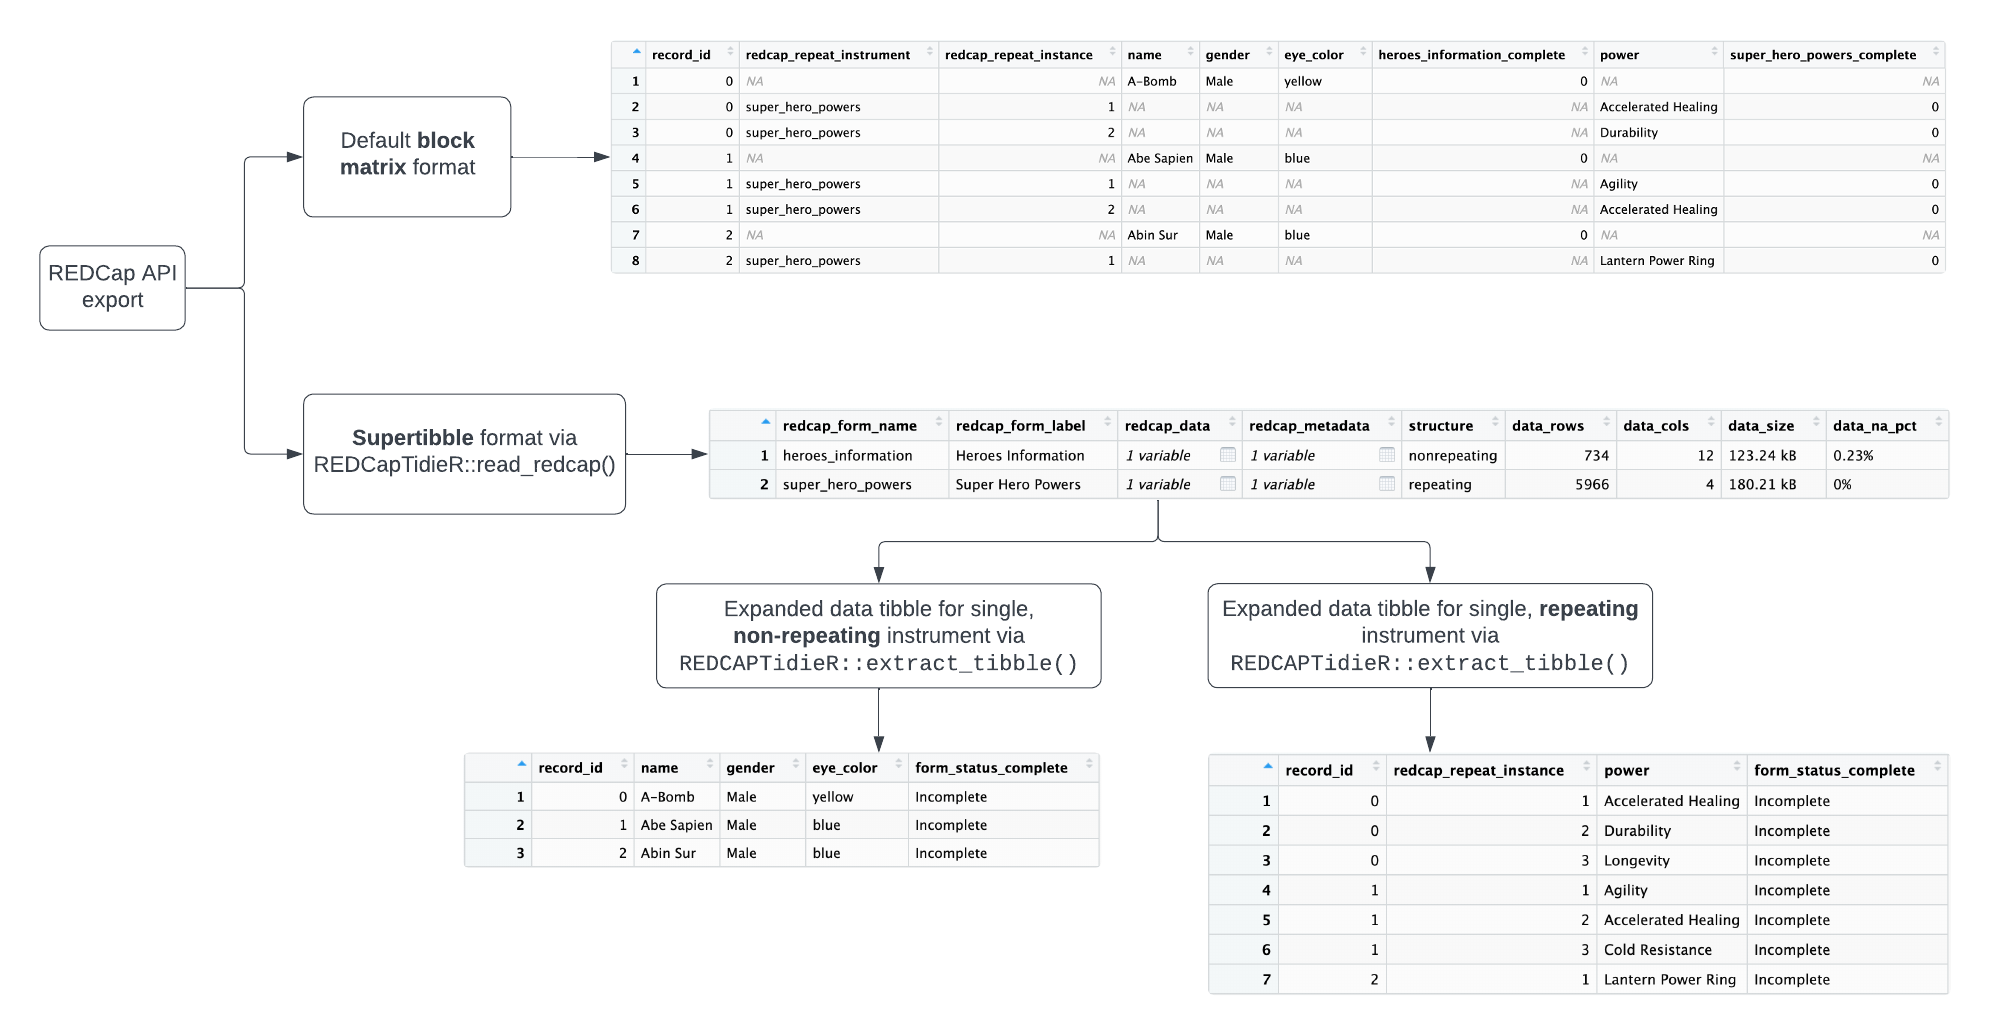 record_id redcap_repeat_instrument redcap_repeat_instance name gender eye_color heroes_information_complete power super_hero_powers_complete
1 0 NA NA A-Bomb Male yellow 0 NA NA
2 0 super_hero_powers 1 NA NA NA NA Accelerated Healing 0
3 0 super_hero_powers 2 NA NA NA NA Durability 0
4 1 NA NA Abe Sapien Male blue 0 NA NA
5 1 super_hero_powers 1 NA NA NA NA Agility 0
6 1 super_hero_powers 2 NA NA NA NA Accelerated Healing 0
7 2 NA NA Abin Sur Male blue 0 NA NA
8 2 super_hero_powers 1 NA NA NA NA Lantern Power Ring 0
Default block
matrix format
REDCap API
export
Supertibble format via
REDCapTidieR::read_redcap()
redcap_form_name redcap_form_label redcap_data redcap_metadata structure data_rows data_cols data_size data_na_pct
1 heroes_information Heroes Information 1 variable 1 variable nonrepeating 734 12 123.24 kB 0.23%
2 super_hero_powers Super Hero Powers 1 variable 1 variable repeating 5966 4 180.21 kB 0%
Expanded data tibble for single,
non-repeating instrument via
REDCAPTidieR::extract_tibble()
Expanded data tibble for single, repeating
instrument via
REDCAPTidieR::extract_tibble()
record_id name gender eye_color form_status_complete
1 0 A-Bomb Male yellow Incomplete
2 1 Abe Sapien Male blue Incomplete
3 2 Abin Sur Male blue Incomplete
record_id redcap_repeat_instance power form_status_complete
1 0 1 Accelerated Healing Incomplete
2 0 2 Durability Incomplete
3 0 3 Longevity Incomplete
4 1 1 Agility Incomplete
5 1 2 Accelerated Healing Incomplete
6 1 3 Cold Resistance Incomplete
7 2 1 Lantern Power Ring Incomplete